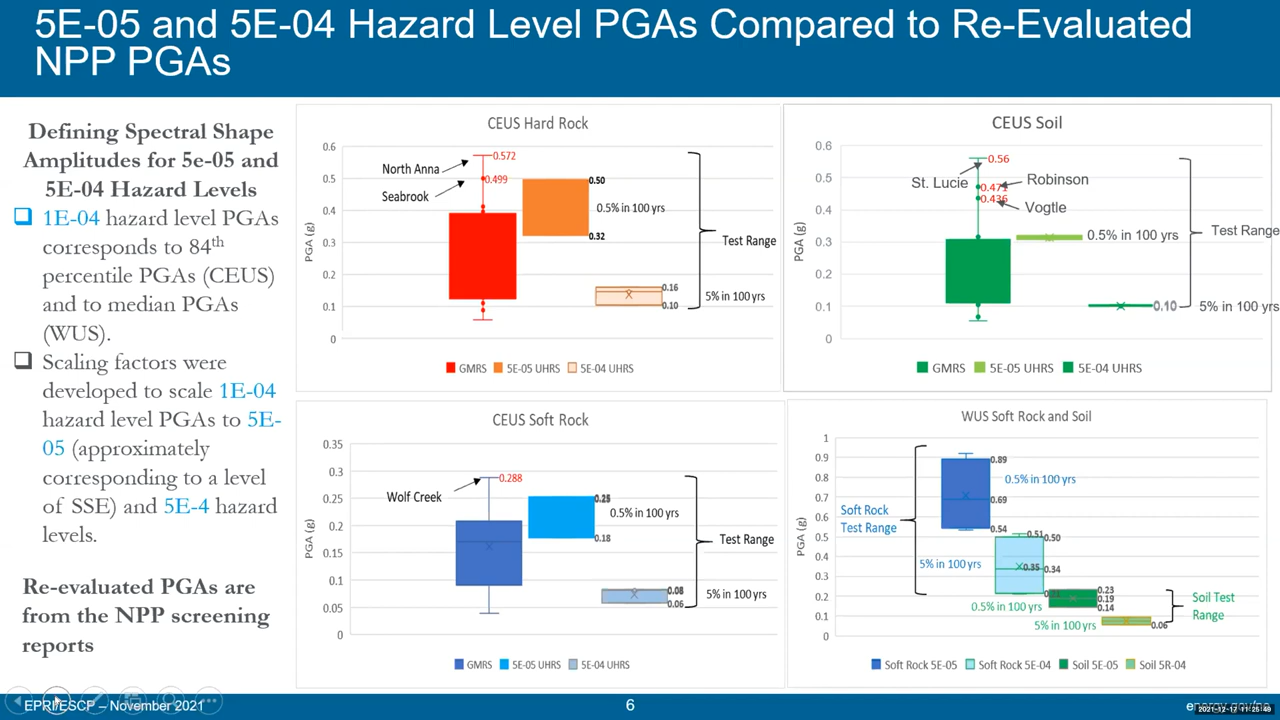 5E-05 and 5E-04 Hazard Level PGAs Compared to Re-Evaluated
NPP PGAs
Defining Spectral Shape
Amplitudes for 5e-05 and
5E-04 Hazard Levels
1E-04 hazard level PGAs
corresponds to 84th
percentile PGAs (CEUS)
and to median PGAs
(WUS).
Scaling factors were
developed to scale 1E-04
hazard level PGAs to 5E-
05 (approximately
corresponding to a level
of SSE) and 5E-4 hazard
levels.
Re-evaluated PGAs are
from the NPP screening
reports
CEUS Hard Rock
PGA (g)
0.6
0.5
0.4
0.3
0.2
0.1
0
North Anna
0.572
Seabrook
0.499
0.50
0.5% in 100 yrs
0.32
Test Range
0.16
0.10
5% in 100 yrs
GMRS 5E-05 UHRS 5E-04 UHRS
CEUS Soil
PGA (g)
0.6
0.5
0.4
0.3
0.2
0.1
0
0.56
St. Lucie
0.471
Robinson
0.436
Vogtle
0.5% in 100 yrs
Test Range
0.10
5% in 100 yrs
GMRS 5E-05 UHRS 5E-04 UHRS
CEUS Soft Rock
PGA (g)
0.35
0.3
0.25
0.2
0.15
0.1
0.05
0
Wolf Creek
0.288
0.5% in 100 yrs
0.18
Test Range
0.06
5% in 100 yrs
GMRS 5E-05 UHRS 5E-04 UHRS
WUS Soft Rock and Soil
PGA (g)
1
0.9
0.8
0.7
0.6
0.5
0.4
0.3
0.2
0.1
0
0.89
0.5% in 100 yrs
0.69
Soft Rock
Test Range
0.54
0.51
0.50
5% in 100 yrs
0.35
0.34
0.23
0.19
0.14
0.5% in 100 yrs
Soil Test
Range
5% in 100 yrs
0.06
Soft Rock 5E-05 Soft Rock 5E-04 Soil 5E-05 Soil 5R-04
EPRI/ESCP – November 2021
6
energy.gov/ne
2021-12-17 11:25:49